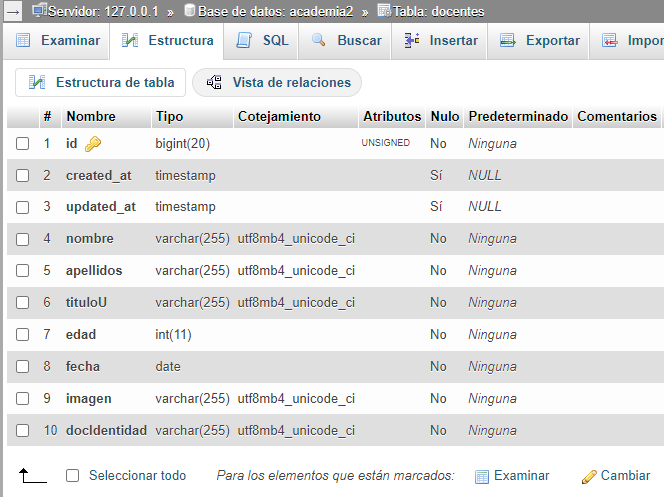 Servidor: 127.0.0.1 » Base de datos: academia2 » Tabla: docentes
Examinar Estructura SQL Buscar Insertar Exportar Impor
Estructura de tabla Vista de relaciones
# Nombre Tipo Cotejamiento Atributos Nulo Predeterminado Comentarios
1 id bigint(20) UNSIGNED No Ninguna
2 created_at timestamp Sí NULL
3 updated_at timestamp Sí NULL
4 nombre varchar(255) utf8mb4_unicode_ci No Ninguna
5 apellidos varchar(255) utf8mb4_unicode_ci No Ninguna
6 tituloU varchar(255) utf8mb4_unicode_ci No Ninguna
7 edad int(11) No Ninguna
8 fecha date No Ninguna
9 imagen varchar(255) utf8mb4_unicode_ci No Ninguna
10 docIdentidad varchar(255) utf8mb4_unicode_ci No Ninguna
Seleccionar todo Para los elementos que están marcados: Examinar Cambiar